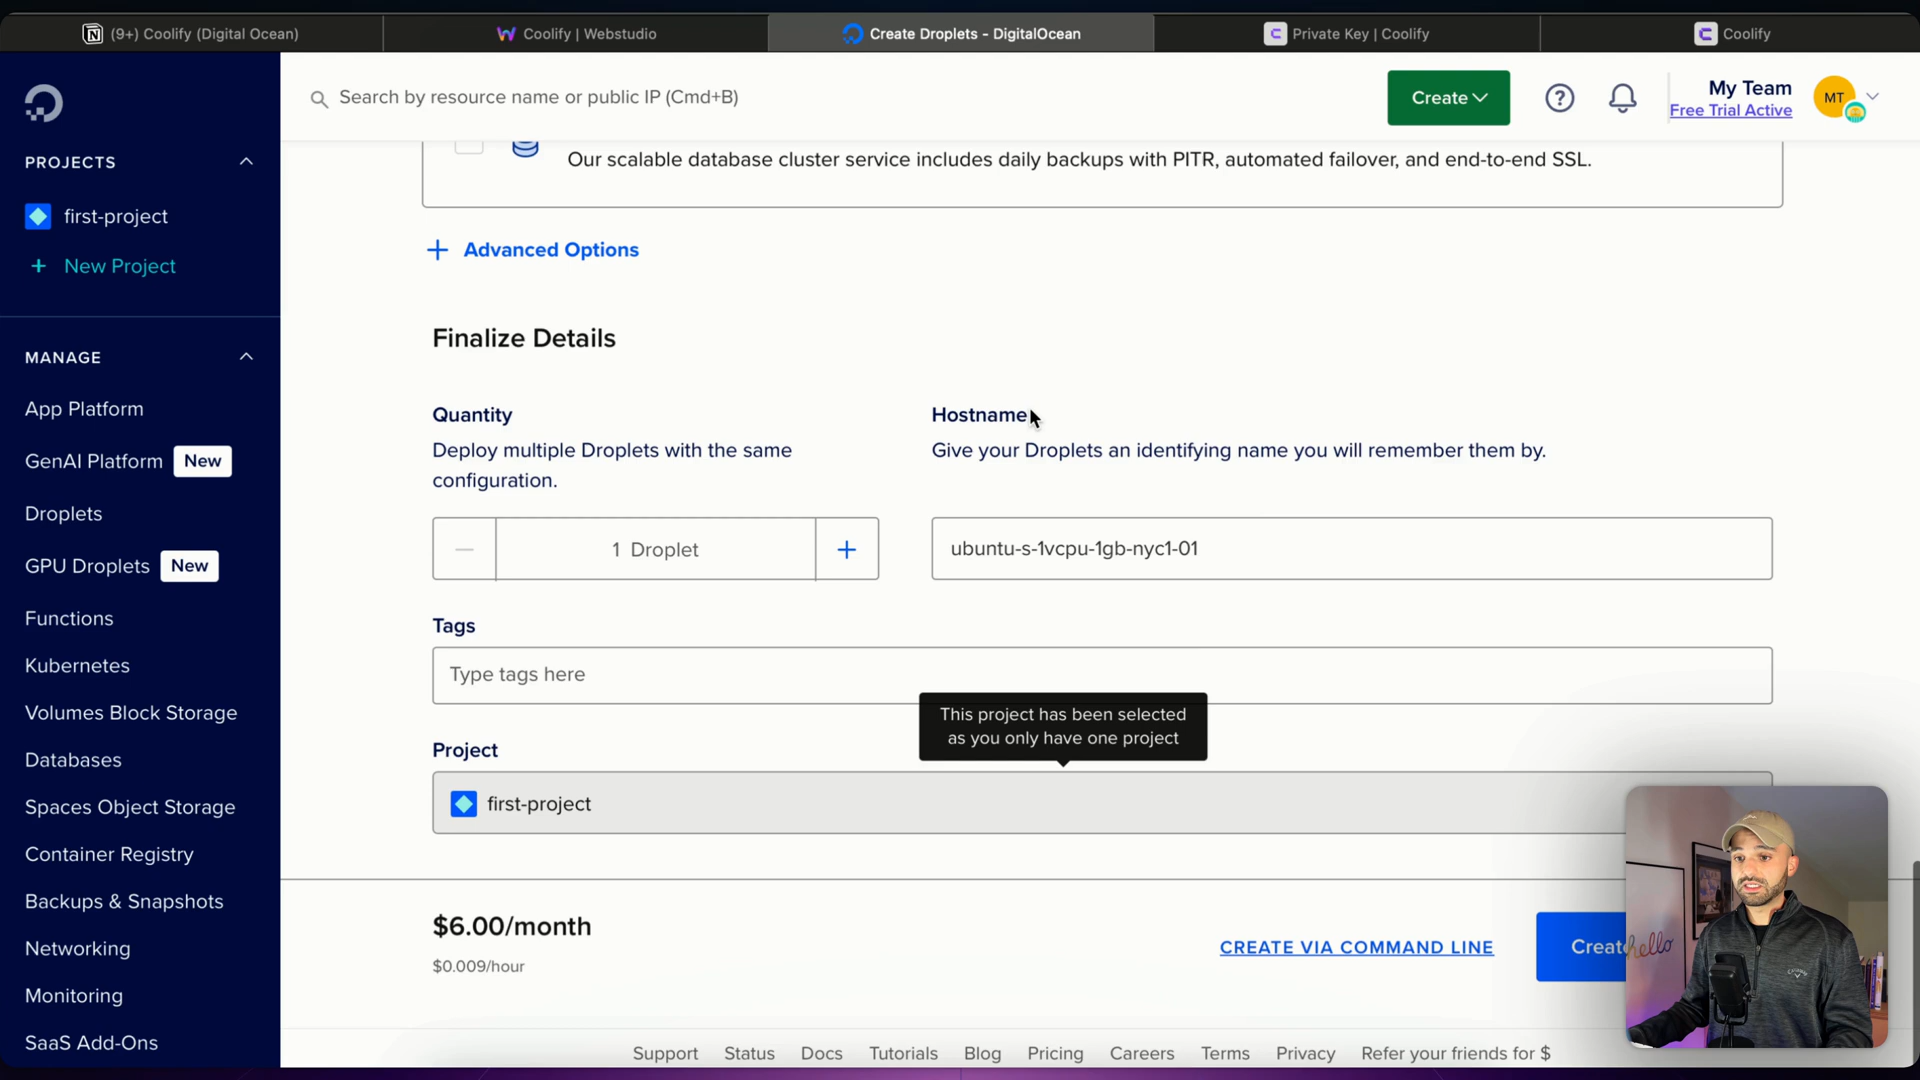 (9+) Coolify (Digital Ocean)
Coolify | Webstudio
Create Droplets - DigitalOcean
Private Key | Coolify
Coolify
Search by resource name or public IP (Cmd+B)
Create
My Team
Free Trial Active
MT
PROJECTS
first-project
+ New Project
MANAGE
App Platform
GenAI Platform New
Droplets
GPU Droplets New
Functions
Kubernetes
Volumes Block Storage
Databases
Spaces Object Storage
Container Registry
Backups & Snapshots
Networking
Monitoring
SaaS Add-Ons
Our scalable database cluster service includes daily backups with PITR, automated failover, and end-to-end SSL.
+ Advanced Options
Finalize Details
Quantity
Deploy multiple Droplets with the same
configuration.
1 Droplet
Hostname
Give your Droplets an identifying name you will remember them by.
ubuntu-s-1vcpu-1gb-nyc1-01
Tags
Type tags here
This project has been selected
as you only have one project
Project
first-project
$6.00/month
$0.009/hour
CREATE VIA COMMAND LINE
Create
hello
Support Status Docs Tutorials Blog Pricing Careers Terms Privacy Refer your friends for $